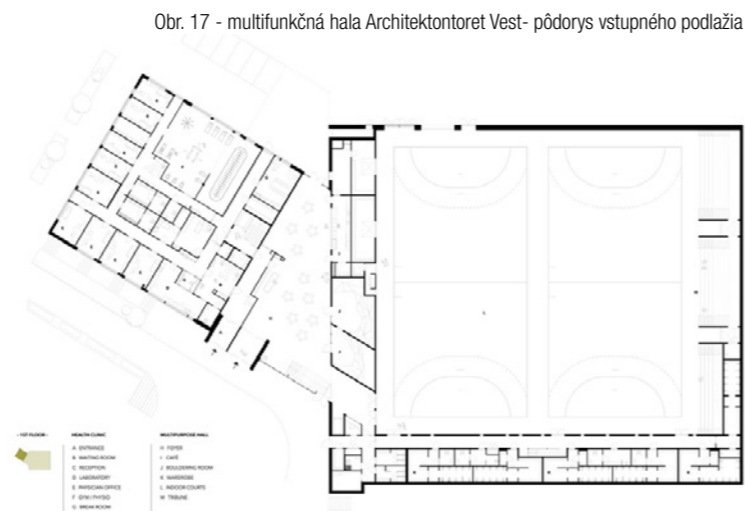 Obr. 17 - multifunkčná hala Architektontoret Vest- pôdorys vstupného podlažia
- 1ST FLOOR -
HEALTH CLINIC
A ENTRANCE
B WAITING ROOM
C RECEPTION
D LABORATORY
E PHYSICIAN OFFICE
F GYM / PHYSIO
G BREAK ROOM
MULTIPURPOSE HALL
H FOYER
I CAFÉ
J BOULDERING ROOM
K WARDROBE
L INDOOR COURTS
M TRIBUNE